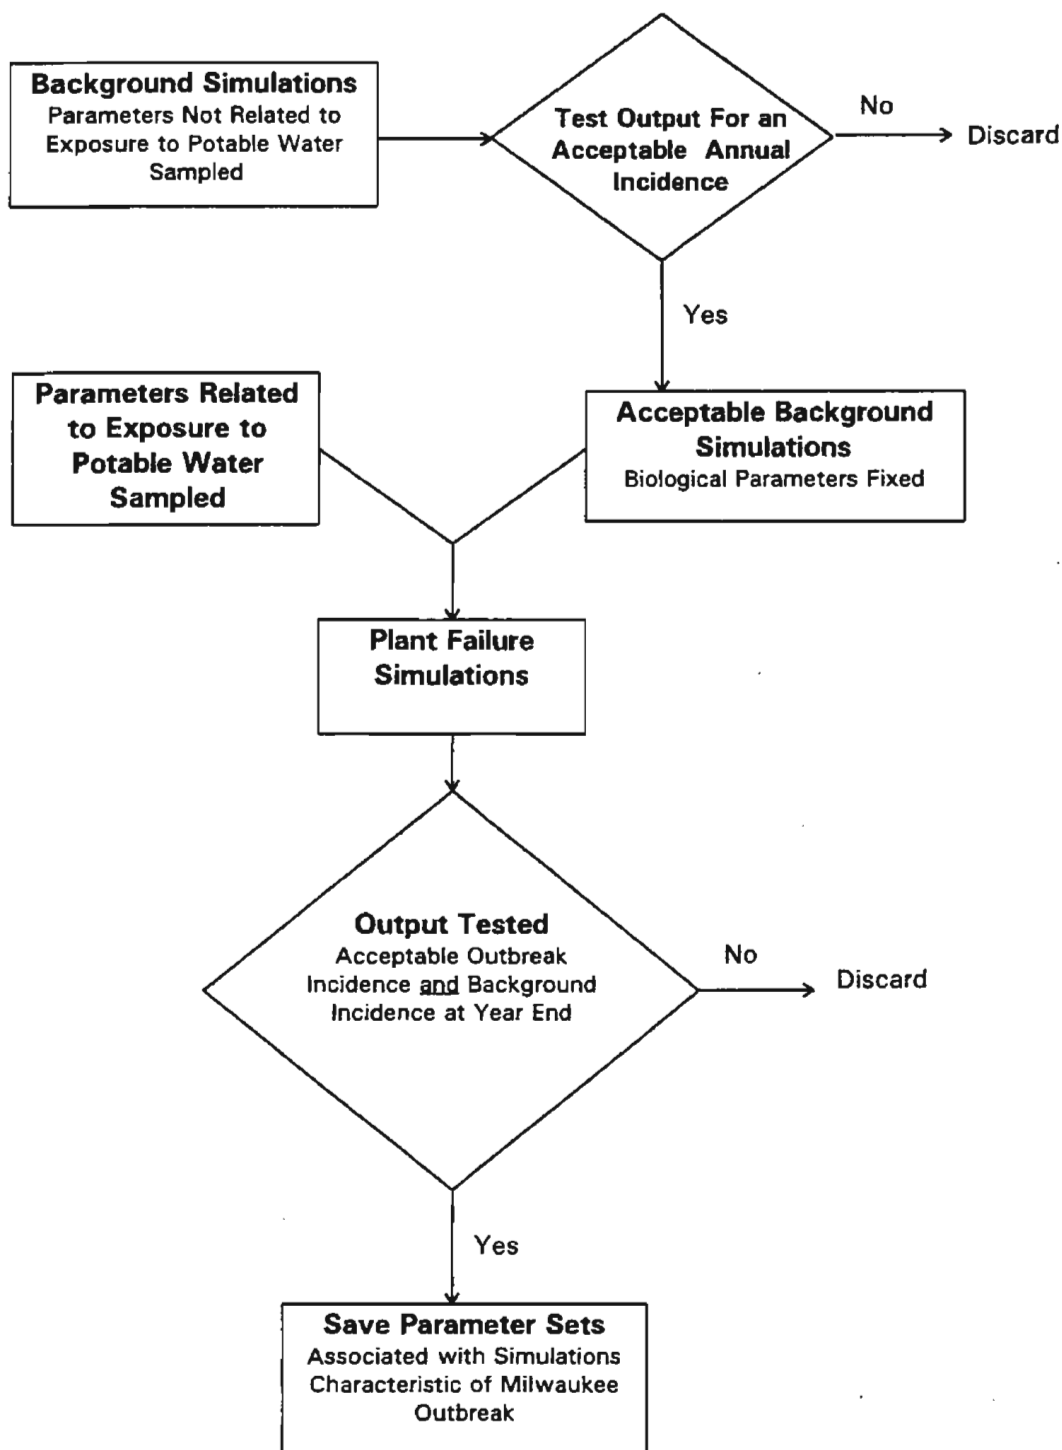 Background Simulations
Parameters Not Related to
Exposure to Potable Water
Sampled
Test Output For an
Acceptable Annual
Incidence
No
Discard
Yes
Parameters Related
to Exposure to
Potable Water
Sampled
Acceptable Background
Simulations
Biological Parameters Fixed
Plant Failure
Simulations
Output Tested
Acceptable Outbreak
Incidence and Background
Incidence at Year End
No
Discard
Yes
Save Parameter Sets
Associated with Simulations
Characteristic of Milwaukee
Outbreak